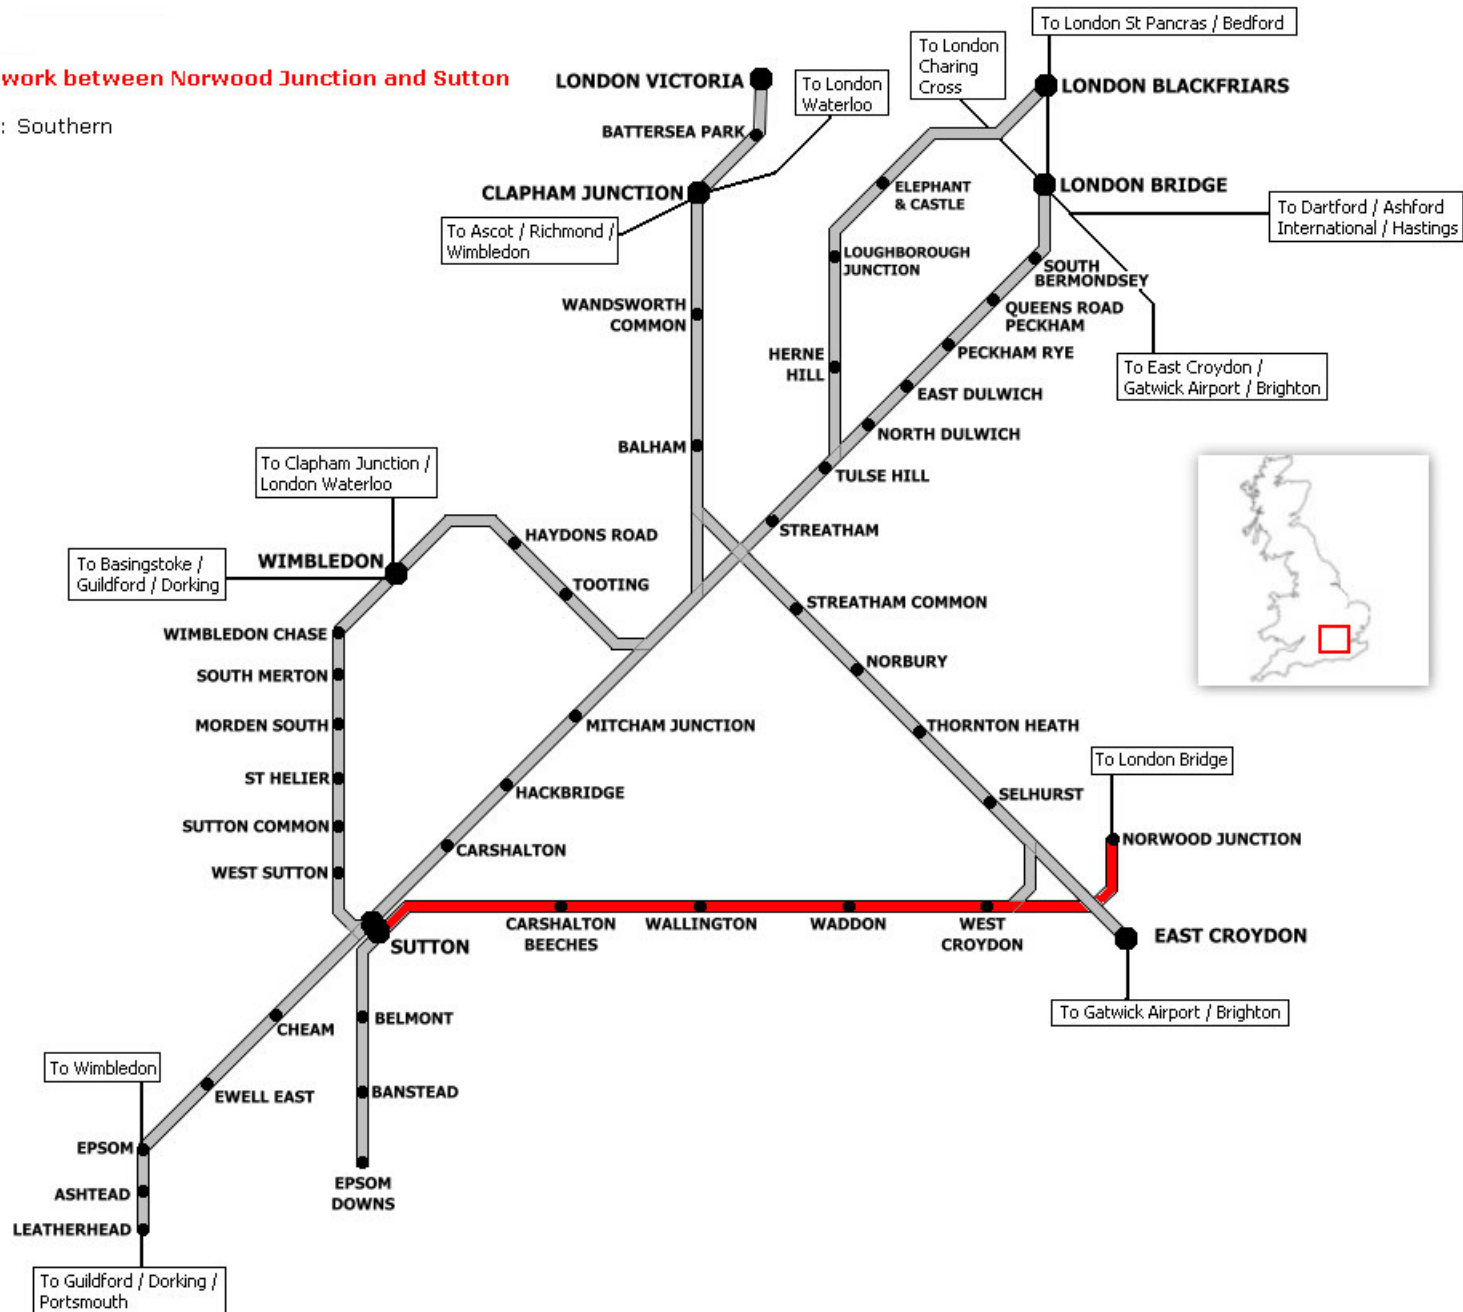 work between Norwood Junction and Sutton
: Southern
To London St Pancras / Bedford
To London
Charing
Cross
LONDON VICTORIA
To London
Waterloo
LONDON BLACKFRIARS
BATTERSEA PARK
CLAPHAM JUNCTION
ELEPHANT
& CASTLE
LONDON BRIDGE
To Dartford / Ashford
International / Hastings
To Ascot / Richmond /
Wimbledon
LOUGHBOROUGH
JUNCTION
SOUTH
BERMONDSEY
WANDSWORTH
COMMON
QUEENS ROAD
PECKHAM
HERNE
HILL
PECKHAM RYE
To East Croydon /
Gatwick Airport / Brighton
EAST DULWICH
BALHAM
NORTH DULWICH
To Clapham Junction /
London Waterloo
TULSE HILL
HAYDONS ROAD
STREATHAM
WIMBLEDON
To Basingstoke /
Guildford / Dorking
TOOTING
STREATHAM COMMON
WIMBLEDON CHASE
SOUTH MERTON
NORBURY
MORDEN SOUTH
MITCHAM JUNCTION
THORNTON HEATH
To London Bridge
ST HELIER
HACKBRIDGE
SELHURST
SUTTON COMMON
CARSHALTON
NORWOOD JUNCTION
WEST SUTTON
CARSHALTON
BEECHES
WALLINGTON
WADDON
WEST
CROYDON
EAST CROYDON
SUTTON
To Gatwick Airport / Brighton
CHEAM
BELMONT
To Wimbledon
EWELL EAST
BANSTEAD
EPSOM
EPSOM
DOWNS
ASHTEAD
LEATHERHEAD
To Guildford / Dorking /
Portsmouth